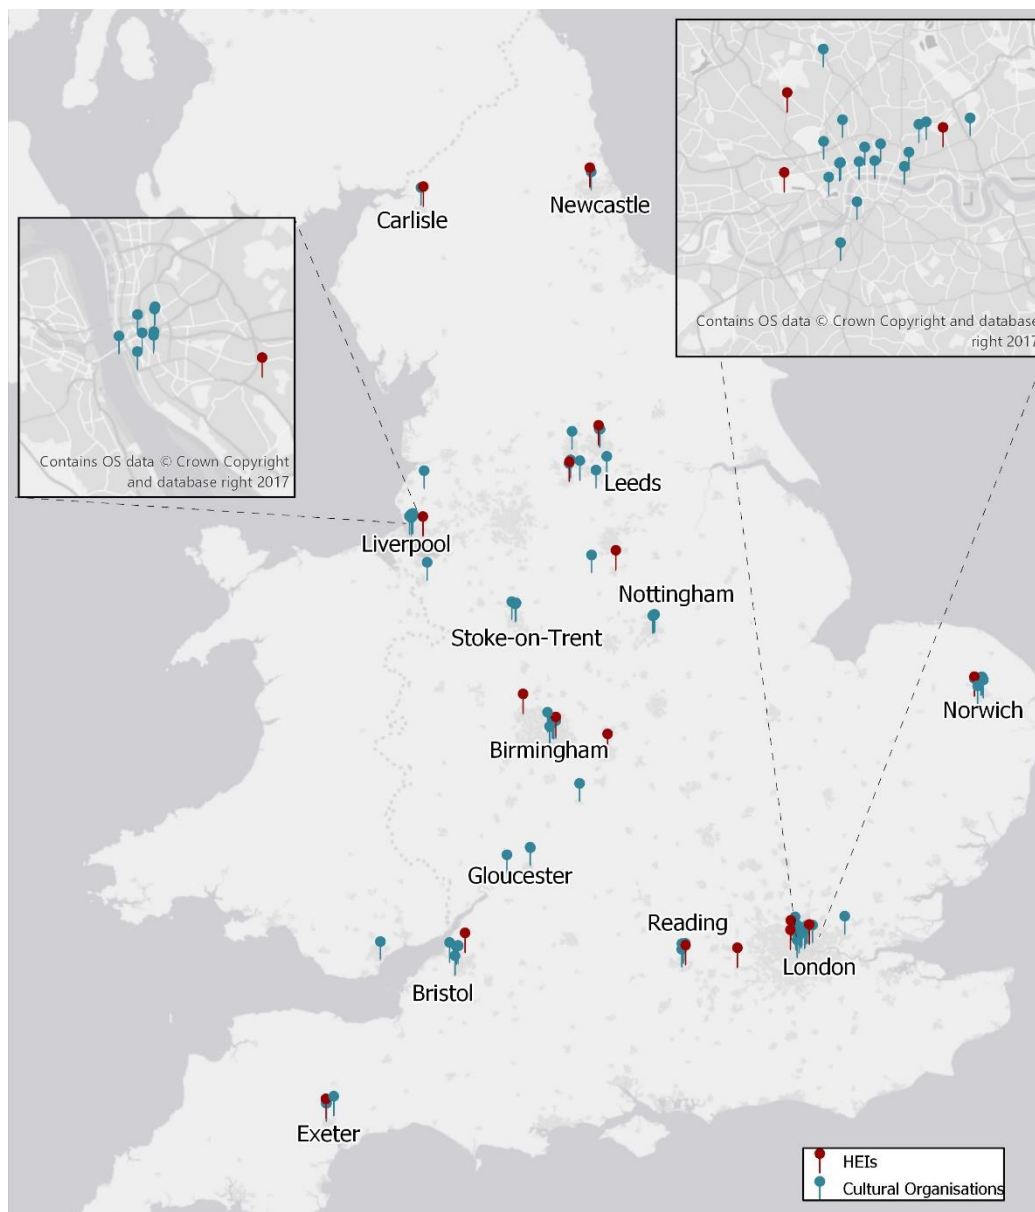 Contains OS data © Crown Copyright and database
right 2017
Carlisle
Newcastle
Contains OS data © Crown Copyright
and database right 2017
Leeds
Liverpool
Nottingham
Stoke-on-Trent
Norwich
Birmingham
Gloucester
Reading
London
Bristol
Exeter
HEIs
Cultural Organisations